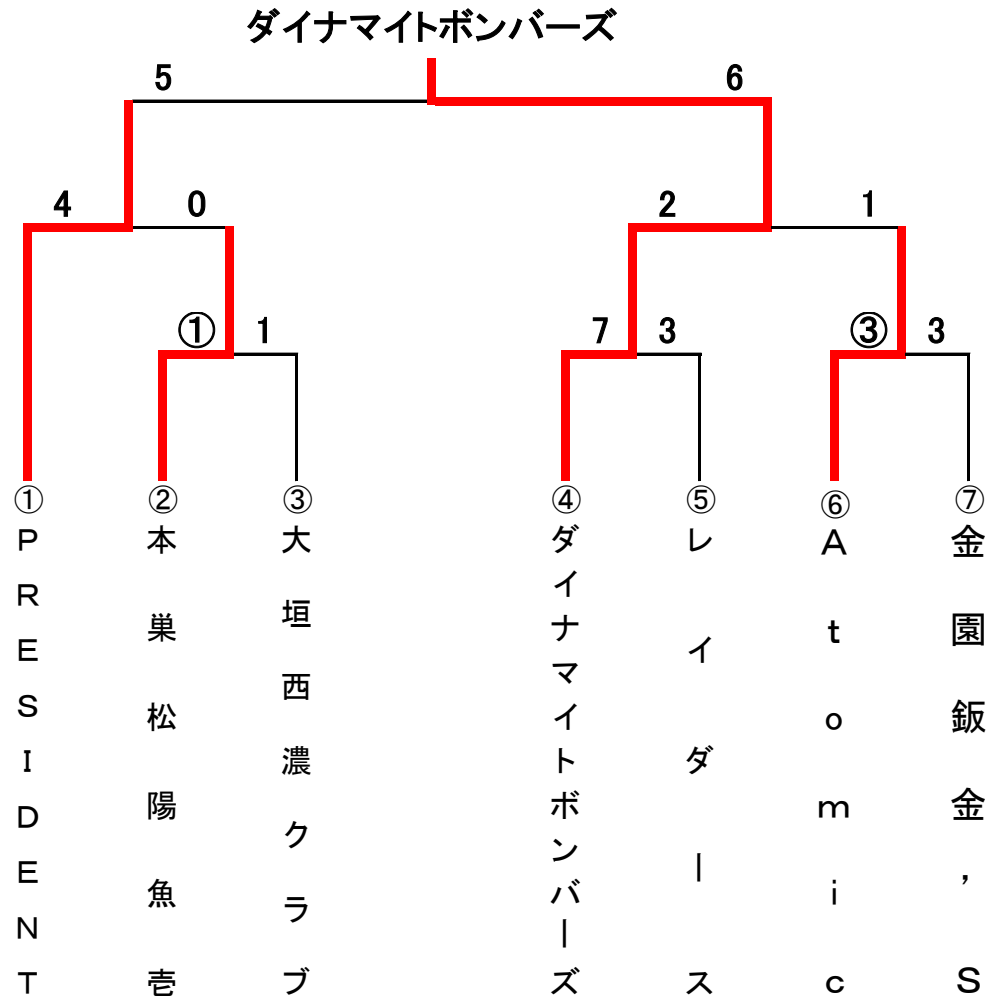 ダイナマイトボンバーズ
5 6
4 0 2 1
① 1 7 3 ③ 3
① ② ③ ④ ⑤ ⑥ ⑦
PRESIDENT
本巣松陽魚壱
大垣西濃クラブ
ダイナマイトボンバーズ
レイダース
Atomic
金園鈑金，S